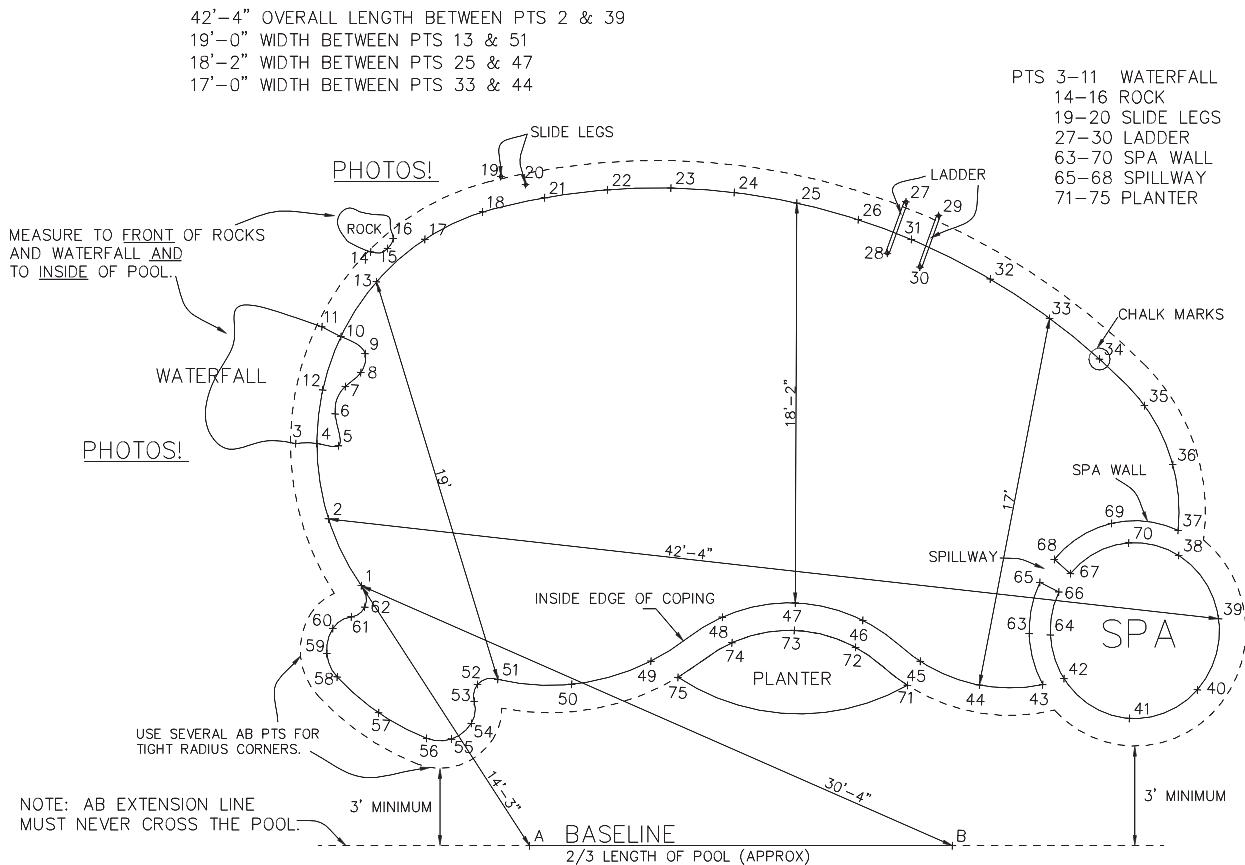 42'-4" OVERALL LENGTH BETWEEN PTS 2 & 39
19'-0" WIDTH BETWEEN PTS 13 & 51
18'-2" WIDTH BETWEEN PTS 25 & 47
17'-0" WIDTH BETWEEN PTS 33 & 44
PTS 3-11 WATERFALL
14-16 ROCK
19-20 SLIDE LEGS
27-30 LADDER
63-70 SPA WALL
65-68 SPILLWAY
71-75 PLANTER
SLIDE LEGS
PHOTOS!
19
20
21
22
23
24
25
26
27
LADDER
29
28
30
31
32
33
CHALK MARKS
34
35
36
37
38
39
MEASURE TO FRONT OF ROCKS
AND WATERFALL AND
TO INSIDE OF POOL.
ROCK
18
17
16
15
14
13
11
10
9
8
7
12
WATERFALL
6
5
4
3
PHOTOS!
2
19'
18'-2"
17'
42'-4"
SPA WALL
69
70
68
67
SPILLWAY
65
66
63
64
SPA
42
40
41
1
62
61
60
59
58
57
56
55
54
53
52
51
50
49
INSIDE EDGE OF COPING
48
47
46
45
73
74
72
PLANTER
75
71
44
43
USE SEVERAL AB PTS FOR
TIGHT RADIUS CORNERS.
14'-3"
30'-4"
3' MINIMUM
3' MINIMUM
NOTE: AB EXTENSION LINE
MUST NEVER CROSS THE POOL.
A
BASELINE
B
2/3 LENGTH OF POOL (APPROX)